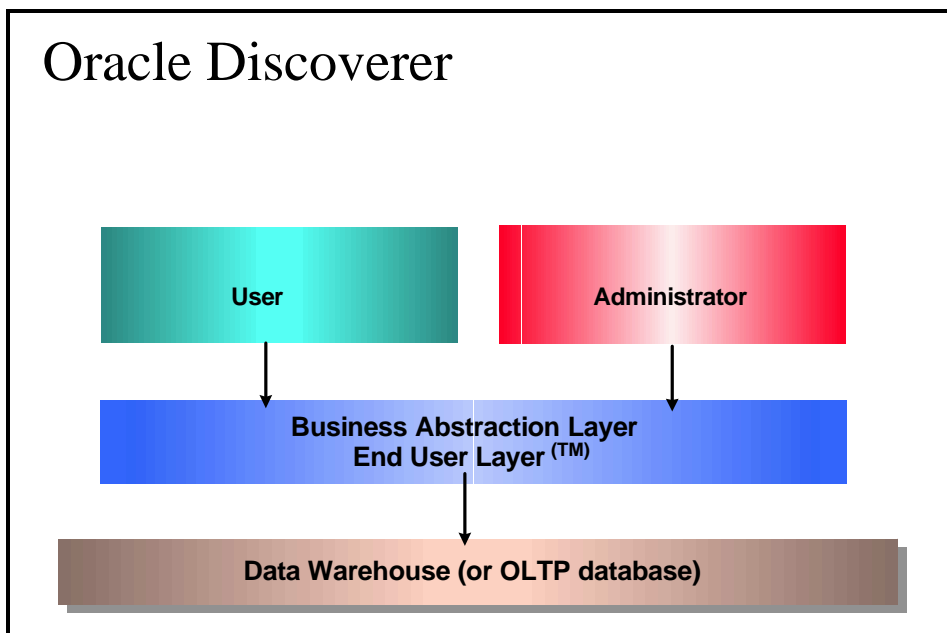 Oracle Discoverer
User
Administrator
Business Abstraction Layer
End User Layer (TM)
Data Warehouse (or OLTP database)